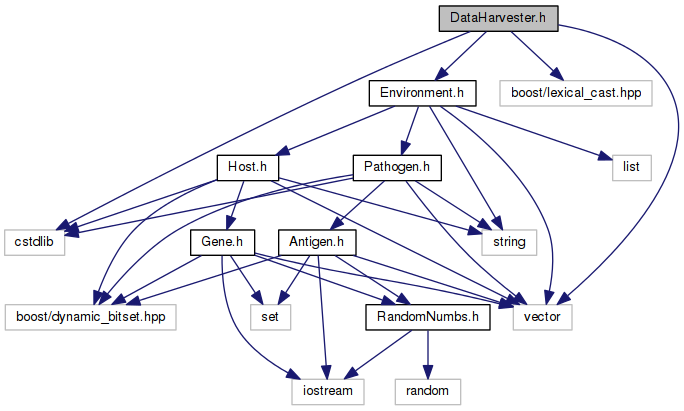 DataHarvester.h
Environment.h
boost/lexical_cast.hpp
Host.h
Pathogen.h
list
cstdlib
Gene.h
Antigen.h
string
boost/dynamic_bitset.hpp
set
RandomNumbs.h
vector
iostream
random